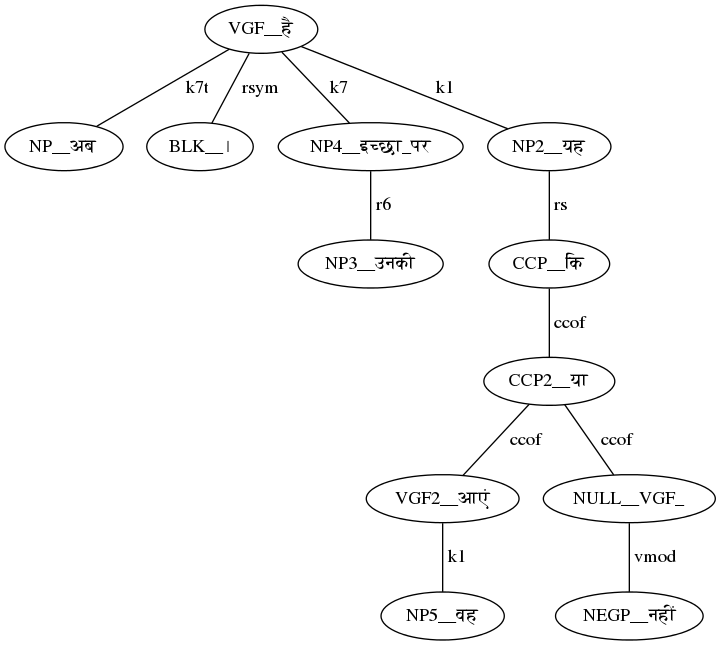 VGF__है
k7t rsym k7 k1
NP__अब BLK__। NP4__इच्छा_पर NP2__यह
r6 rs
NP3__उनकी CCP__कि
ccof
CCP2__या
ccof ccof
VGF2__आएं NULL__VGF_
k1 vmod
NP5__वह NEGP__नहीं